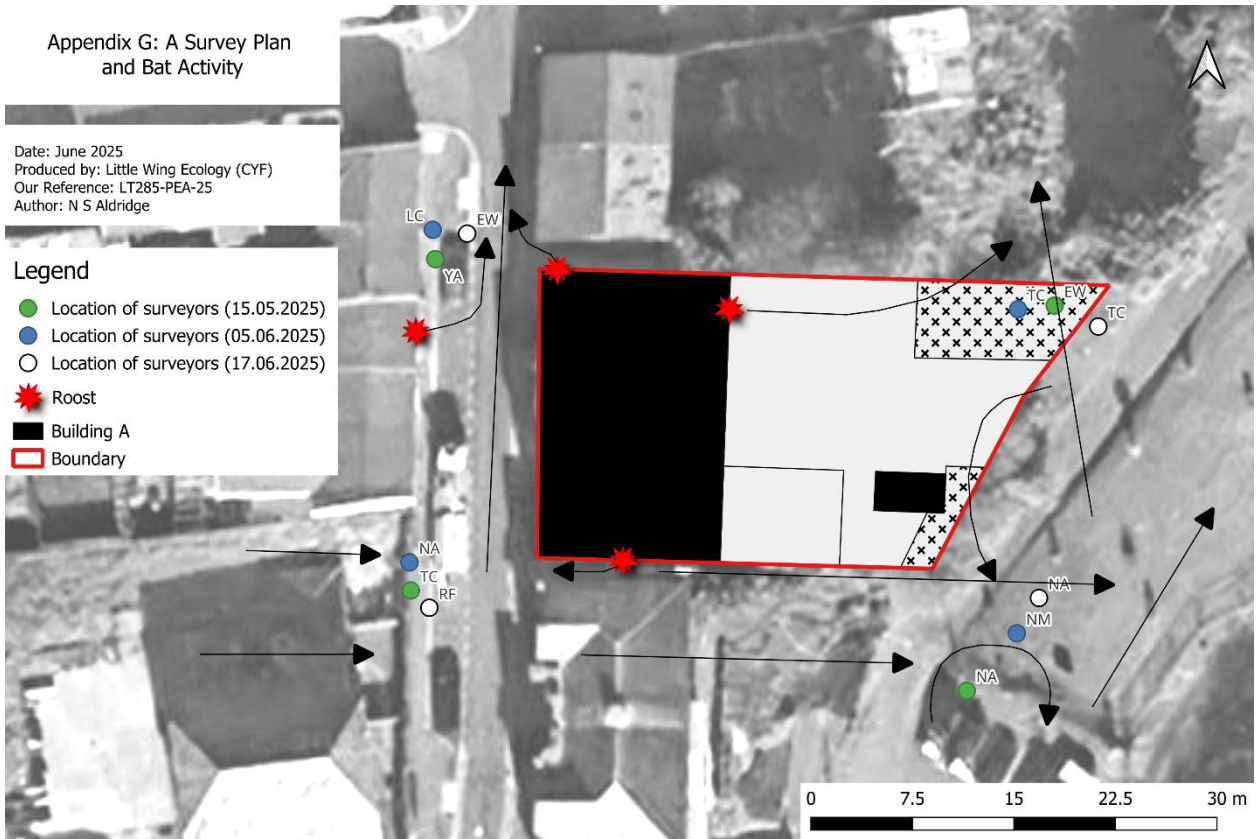 Appendix G: A Survey Plan
and Bat Activity
Date: June 2025
Produced by: Little Wing Ecology (CYF)
Our Reference: LT285-PEA-25
Author: N S Aldridge
Legend
Location of surveyors (15.05.2025)
Location of surveyors (05.06.2025)
Location of surveyors (17.06.2025)
Roost
Building A
Boundary
LC
EW
YA
TC
EW
TC
NA
TC
RF
NA
NM
NA
0
7.5
15
22.5
30 m